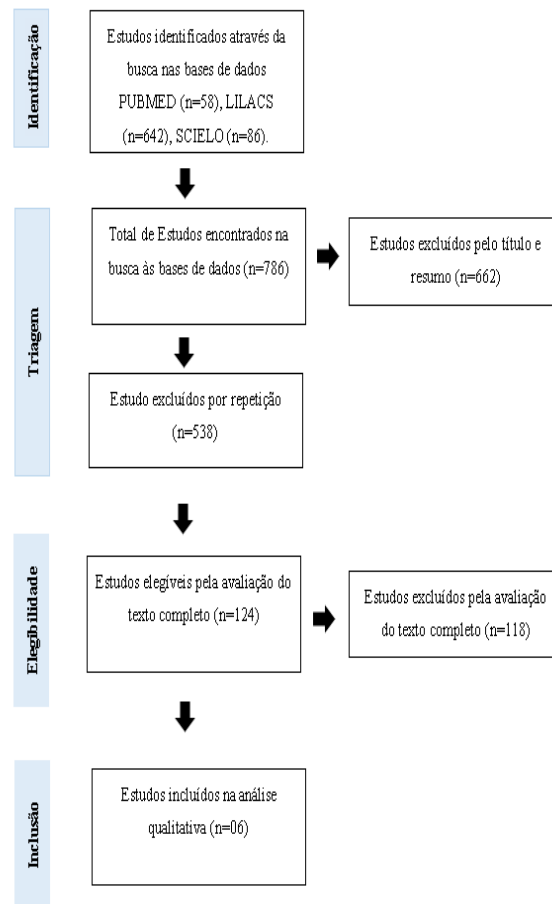 Identificação
Estudos identificados através da
busca nas bases de dados
PUBMED (n=58), LILACS
(n=642), SCIELO (n=86).
Triagem
Total de Estudos encontrados na
busca às bases de dados (n=786)
Estudos excluídos pelo título e
resumo (n=662)
Estudo excluídos por repetição
(n=538)
Elegibilidade
Estudos elegíveis pela avaliação do
texto completo (n=124)
Estudos excluídos pela avaliação
do texto completo (n=118)
Inclusão
Estudos incluídos na análise
qualitativa (n=06)